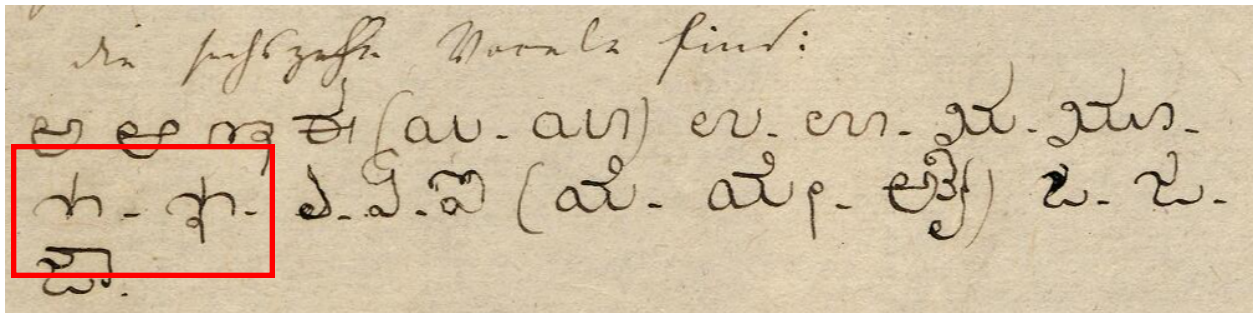 die sechszehn Vocale sind:
ಅ ಆ ಇ ಈ (ಯಿ - ಯೀ) ಉ - ಊ - ಋ - ೠ -
ಌ - ೡ - ಎ - ಏ - ಐ (ಯೆ - ಯೇ - ) ಒ - ಓ -
ಔ.